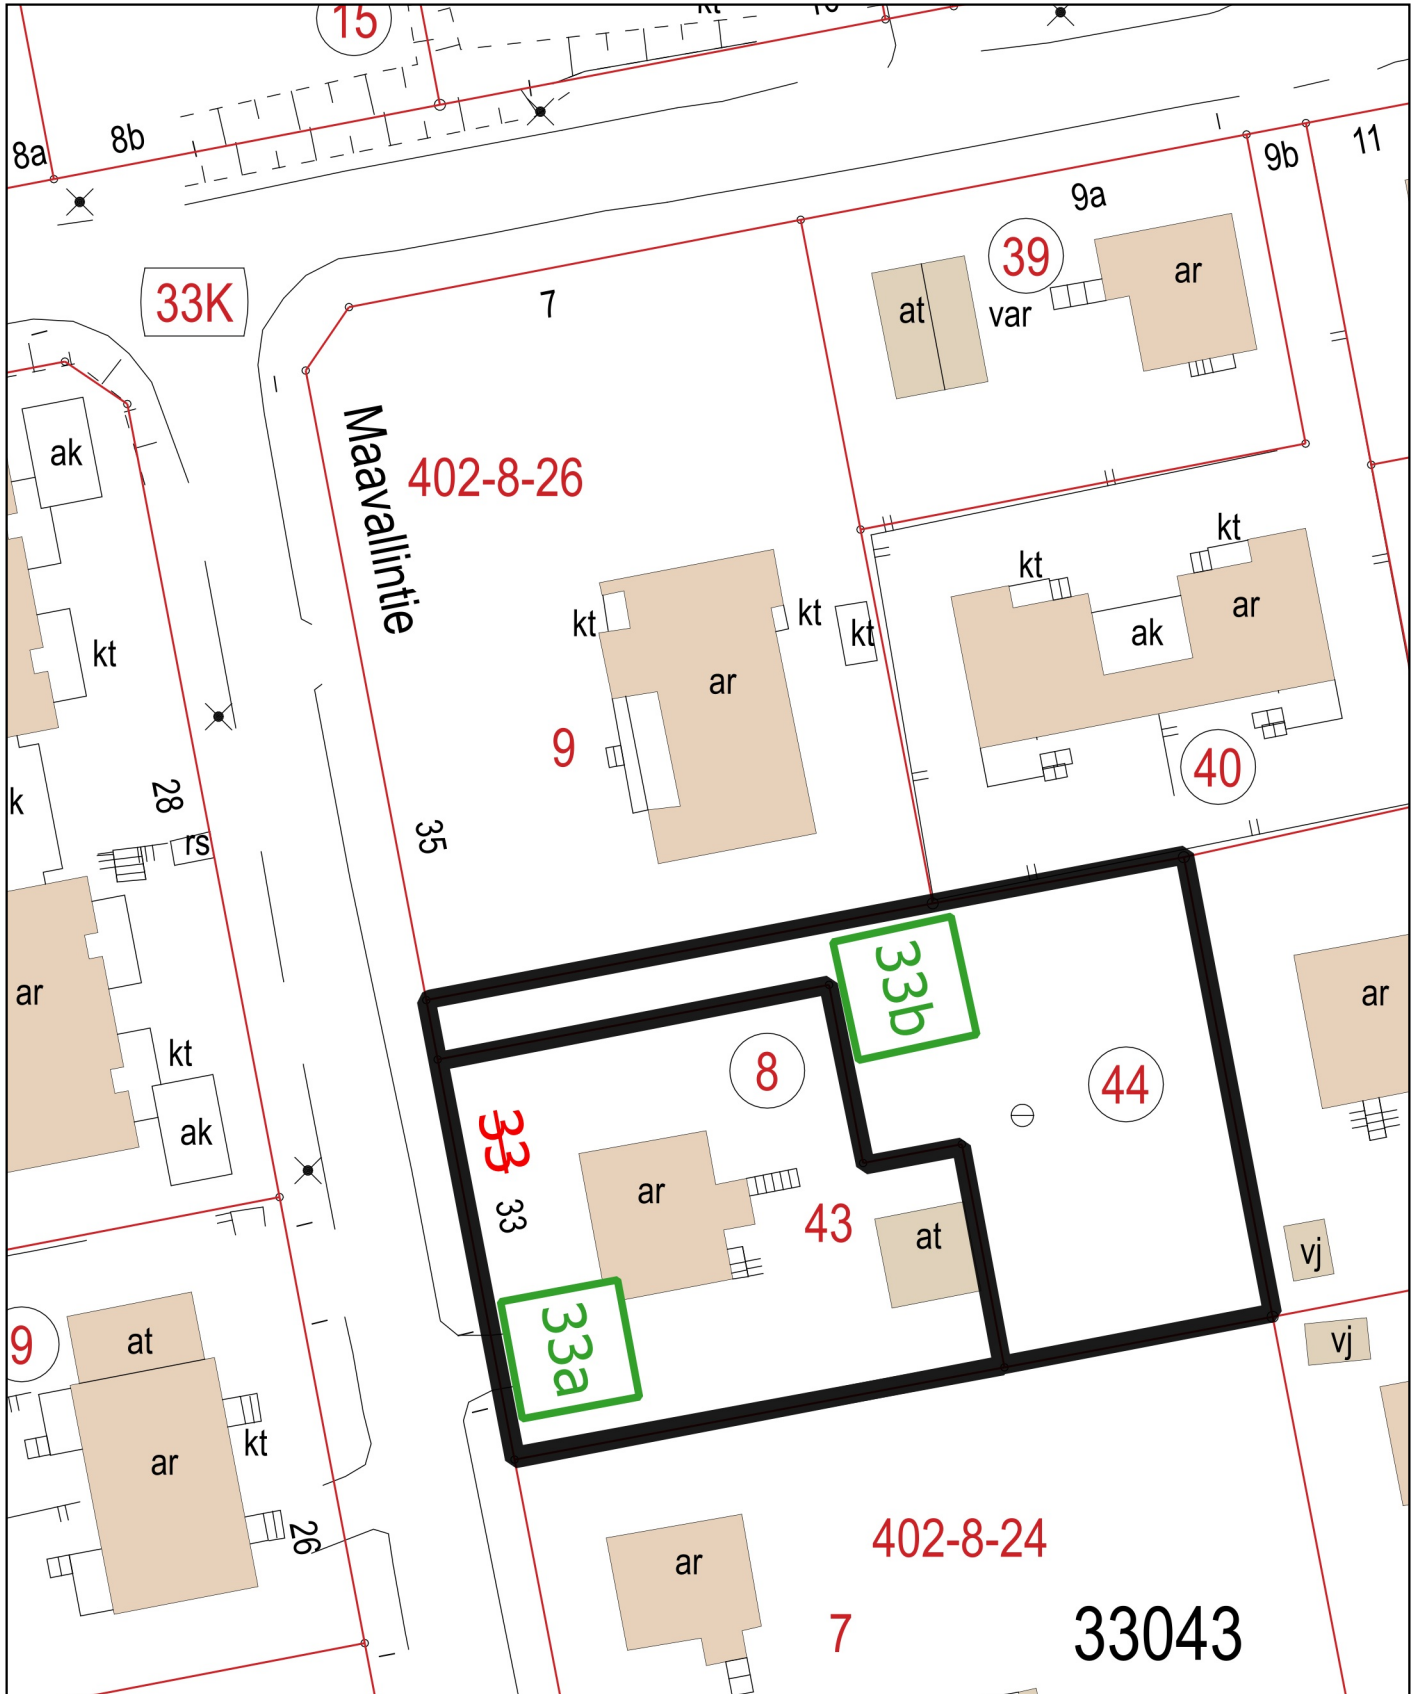 15
kt
8a
8b
9b
11
9a
39
33K
7
at
var
ar
Maavallintie
402-8-26
ak
kt
kt
kt
kt
kt
kt
ar
ak
ar
9
40
28
k
35
rs
33b
ar
ar
8
44
kt
ak
33
33
ar
43
at
vj
33a
9
at
vj
kt
ar
26
402-8-24
ar
7
33043